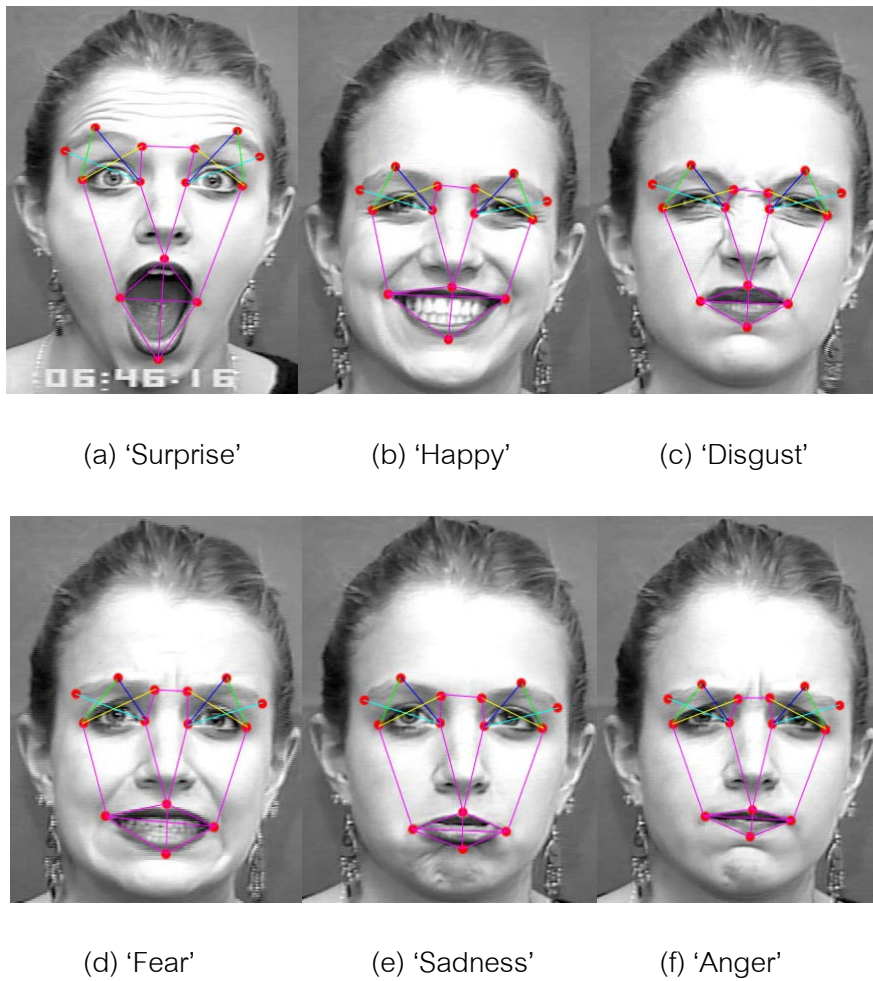 06:46:16
(a) ‘Surprise’
(b) ‘Happy’
(c) ‘Disgust’
(d) ‘Fear’
(e) ‘Sadness’
(f) ‘Anger’